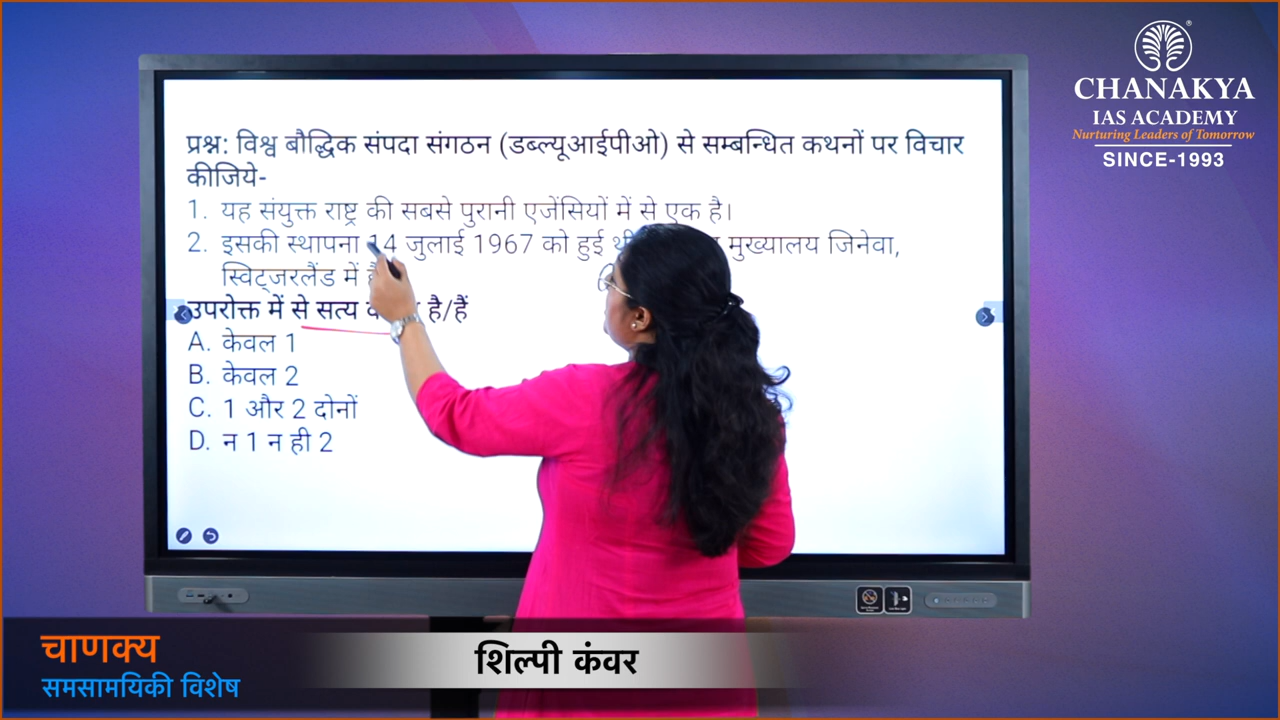 प्रश्न: विश्व बौद्धिक संपदा संगठन (डब्ल्यूआईपीओ) से सम्बन्धित कथनों पर विचार
कीजिये-
1. यह संयुक्त राष्ट्र की सबसे पुरानी एजेंसियों में से एक है।
2. इसकी स्थापना 14 जुलाई 1967 को हुई मुख्यालय जिनेवा,
स्विट्जरलैंड में
उपरोक्त में से सत्य है/हैं
A. केवल 1
B. केवल 2
C. 1 और 2 दोनों
D. न 1 न ही 2
CHANAKYA
IAS ACADEMY
Nurturing Leaders of Tomorrow
SINCE-1993
चाणक्य
समसामयिकी विशेष
शिल्पी कंवर